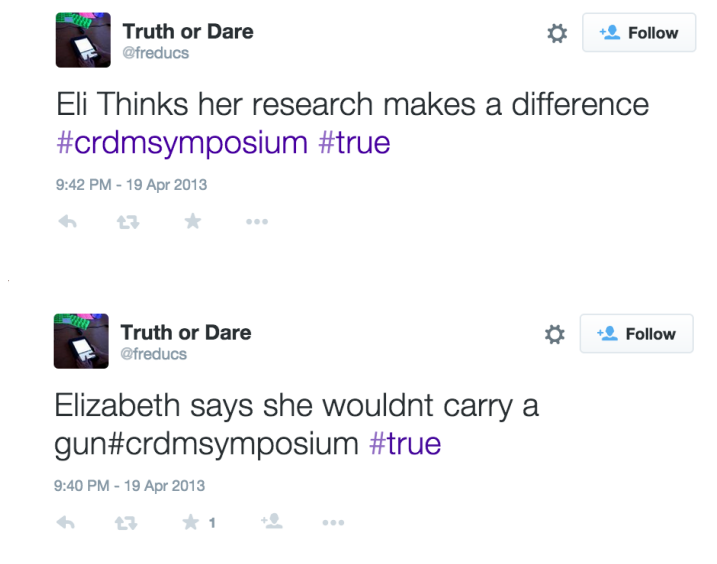 Truth or Dare
@freducs
Follow
Eli Thinks her research makes a difference
#crdmsymposium #true
9:42 PM - 19 Apr 2013
Truth or Dare
@freducs
Follow
Elizabeth says she wouldnt carry a
gun#crdmsymposium #true
9:40 PM - 19 Apr 2013
1